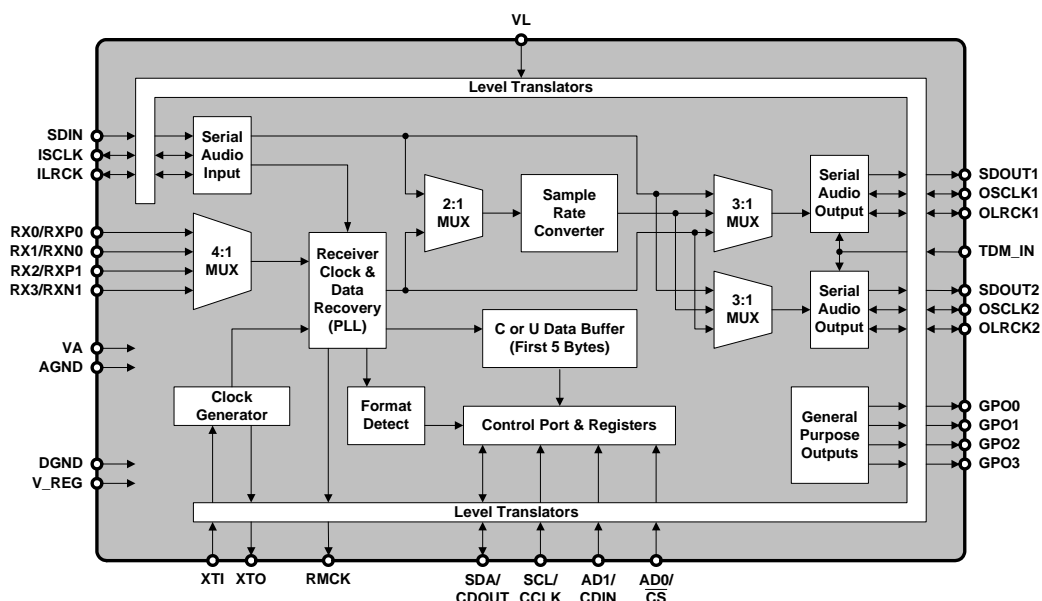 VL
Level Translators
SDIN
ISCLK
ILRCK
Serial
Audio
Input
RX0/RXP0
RX1/RXN0
RX2/RXP1
RX3/RXN1
4:1
MUX
Receiver
Clock &
Data
Recovery
(PLL)
2:1
MUX
Sample
Rate
Converter
3:1
MUX
3:1
MUX
Serial
Audio
Output
Serial
Audio
Output
SDOUT1
OSCLK1
OLRCK1
TDM_IN
SDOUT2
OSCLK2
OLRCK2
VA
AGND
C or U Data Buffer
(First 5 Bytes)
Clock
Generator
Format
Detect
Control Port & Registers
General
Purpose
Outputs
GPO0
GPO1
GPO2
GPO3
DGND
V_REG
Level Translators
XTI
XTO
RMCK
SDA/
CDOUT
SCL/
CCLK
AD1/
CDIN
AD0/
CS